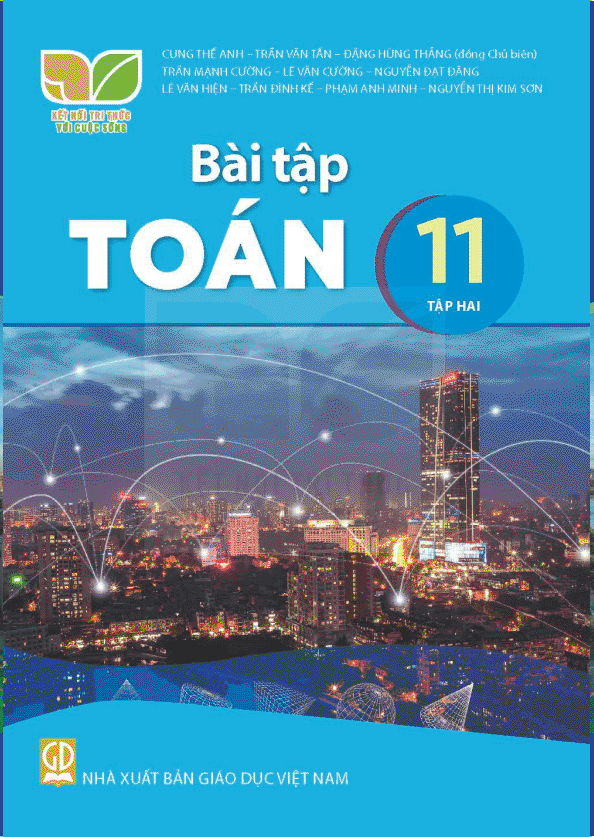 CUNG THẾ ANH – TRẦN VĂN TẤN – ĐẶNG HÙNG THẮNG (đồng Chủ biên)
TRẦN MẠNH CƯỜNG – LÊ VĂN CƯỜNG – NGUYỄN ĐẠT ĐĂNG
LÊ VĂN HIỆN – TRẦN ĐÌNH KẾ – PHẠM ANH MINH – NGUYỄN THỊ KIM SƠN
KẾT NỐI TRI THỨC
VỚI CUỘC SỐNG
Bài tập
TOÁN 11
TẬP HAI
GD
NHÀ XUẤT BẢN GIÁO DỤC VIỆT NAM